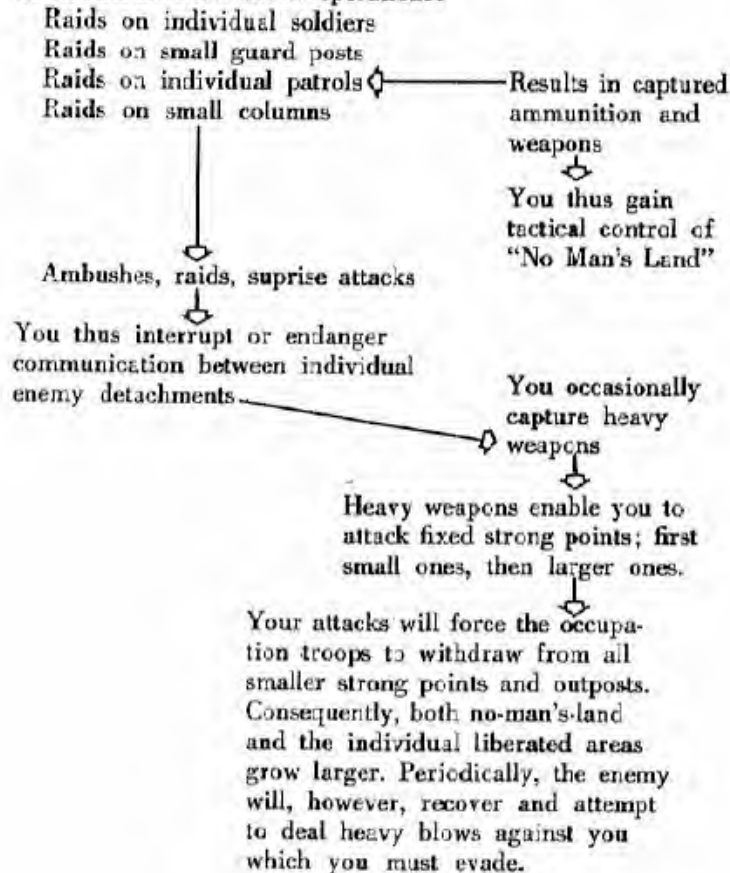 Raids on individual soldiers
Raids on small guard posts
Raids on individual patrols
Raids on small columns
Results in captured
ammunition and
weapons
You thus gain
tactical control of
"No Man's Land"
Ambushes, raids, suprise attacks
You thus interrupt or endanger
communication between individual
enemy detachments
You occasionally
capture heavy
weapons
Heavy weapons enable you to
attack fixed strong points; first
small ones, then larger ones.
Your attacks will force the occupa-
tion troops to withdraw from all
smaller strong points and outposts.
Consequently, both no-man's-land
and the individual liberated areas
grow larger. Periodically, the enemy
will, however, recover and attempt
to deal heavy blows against you
which you must evade.